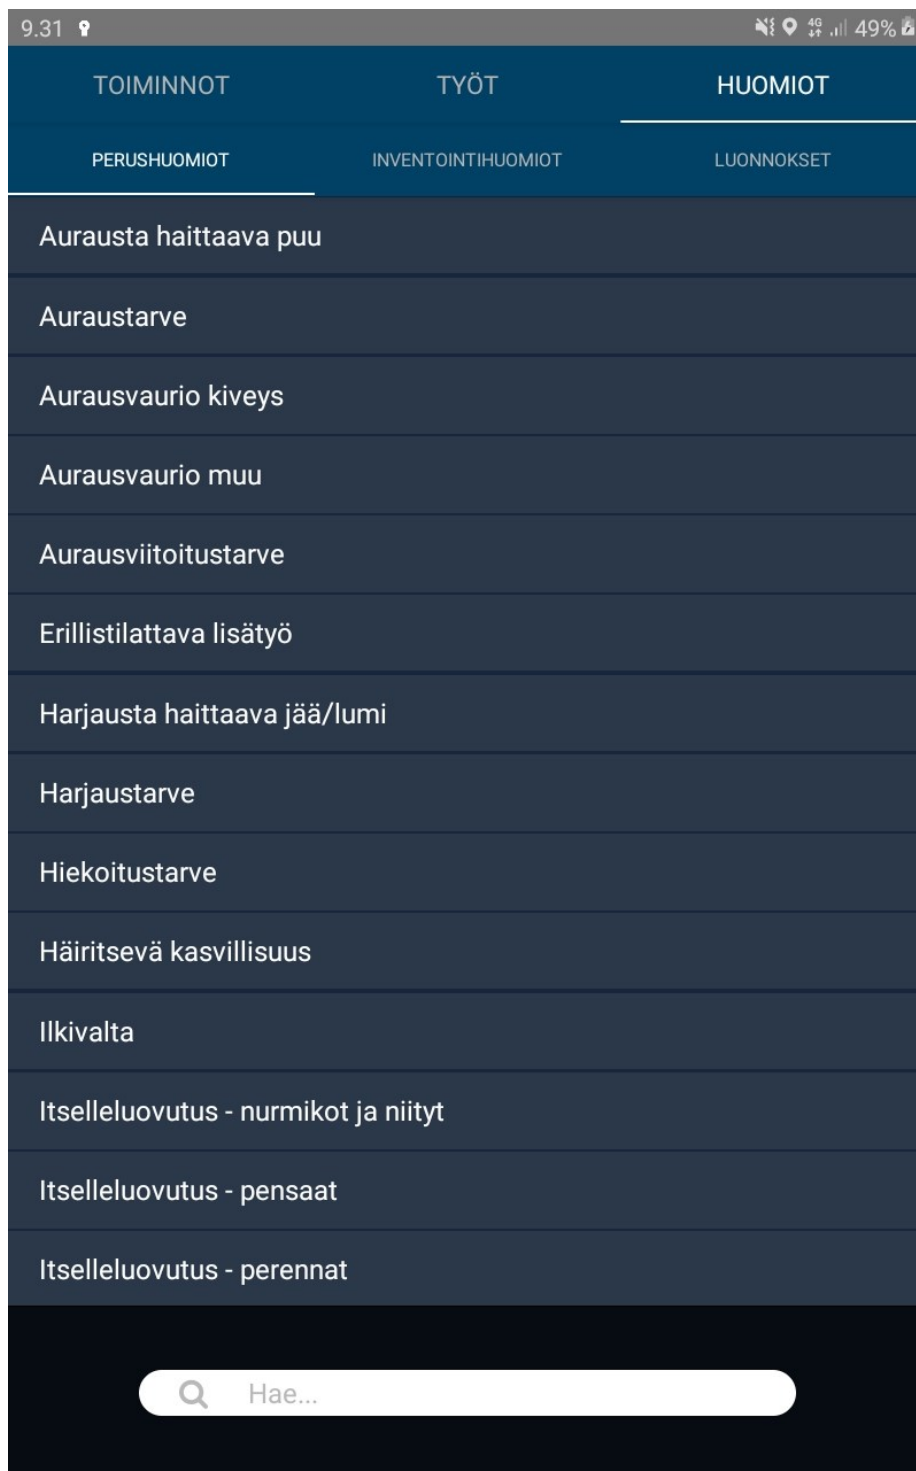 9.31 4G 49%
TOIMINNOT TYÖT HUOMIOT
PERUSHUOMIOT INVENTOINTIHUOMIOT LUONNOKSET
Aurausta haittaava puu
Auraustarve
Aurausvaurio kiveys
Aurausvaurio muu
Aurausviitoitustarve
Erillistilattava lisätyö
Harjausta haittaava jää/lumi
Harjaustarve
Hiekoitustarve
Häiritsevä kasvillisuus
Ilkivalta
Itselleluovutus - nurmikot ja niityt
Itselleluovutus - pensaat
Itselleluovutus - perennat
Hae...